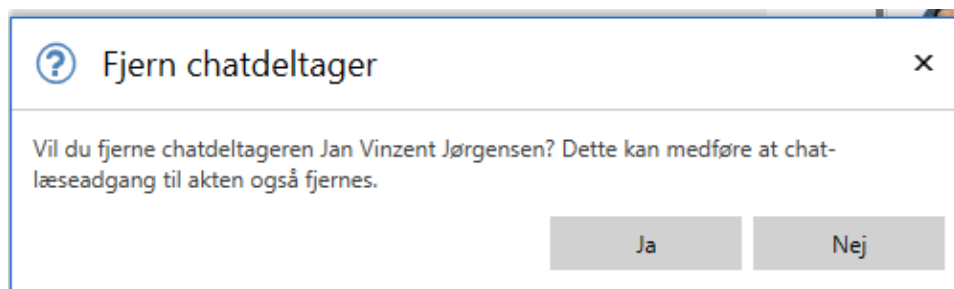 Fjern chatdeltager
Vil du fjerne chatdeltageren Jan Vinzent Jørgensen? Dette kan medføre at chat-
læseadgang til akten også fjernes.
Ja
Nej